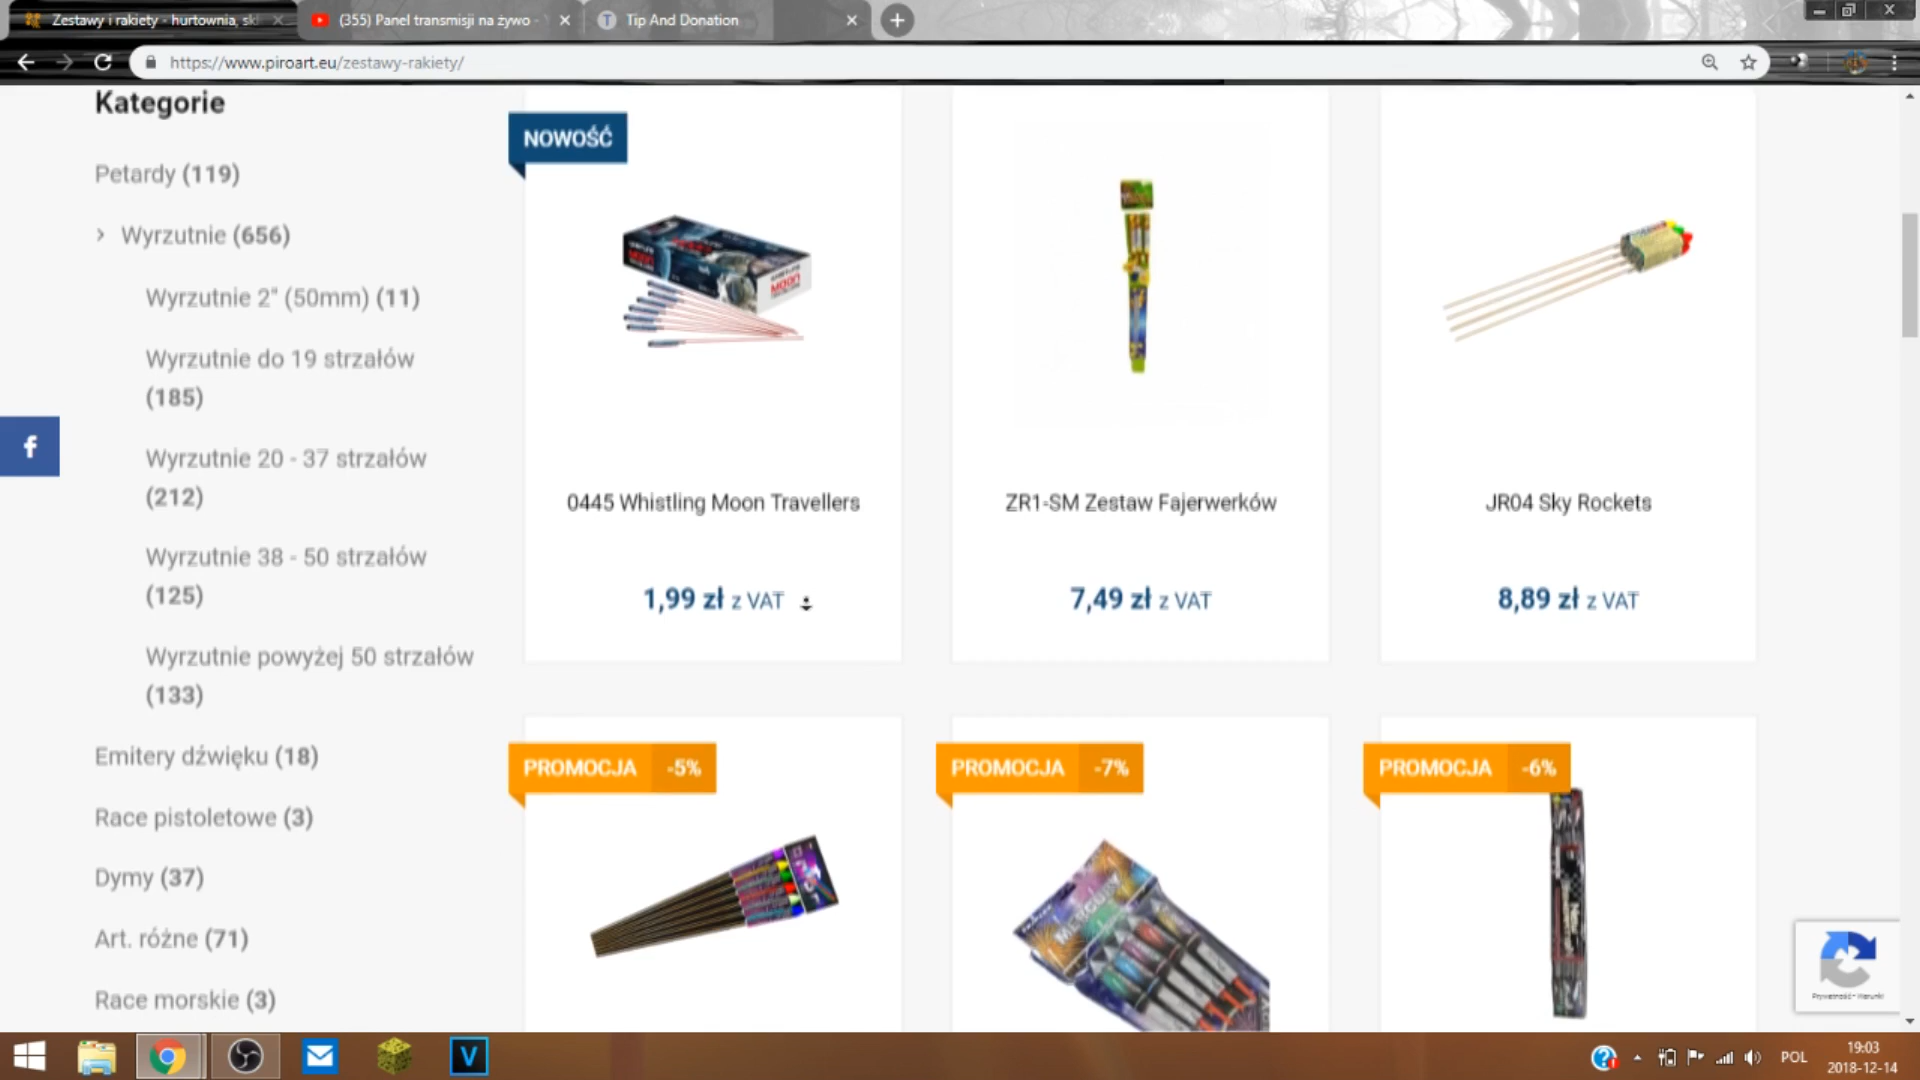 Zestawy i rakiety - hurtownia, skl
(355) Panel transmisji na żywo - Y
Tip And Donation
https://www.piroart.eu/zestawy-rakiety/
Kategorie
Petardy (119)
Wyrzutnie (656)
Wyrzutnie 2" (50mm) (11)
Wyrzutnie do 19 strzałów
(185)
Wyrzutnie 20 - 37 strzałów
(212)
Wyrzutnie 38 - 50 strzałów
(125)
Wyrzutnie powyżej 50 strzałów
(133)
Emitery dźwięku (18)
Race pistoletowe (3)
Dymy (37)
Art. różne (71)
Race morskie (3)
f
NOWOŚĆ
MOON
MOON
0445 Whistling Moon Travellers
1,99 zł z VAT
ZR1-SM Zestaw Fajerwerków
7,49 zł z VAT
JR04 Sky Rockets
8,89 zł z VAT
PROMOCJA -5%
PROMOCJA -7%
MERCURY
PROMOCJA -6%
Prywatność - Warunki
V
POL
19:03
2018-12-14